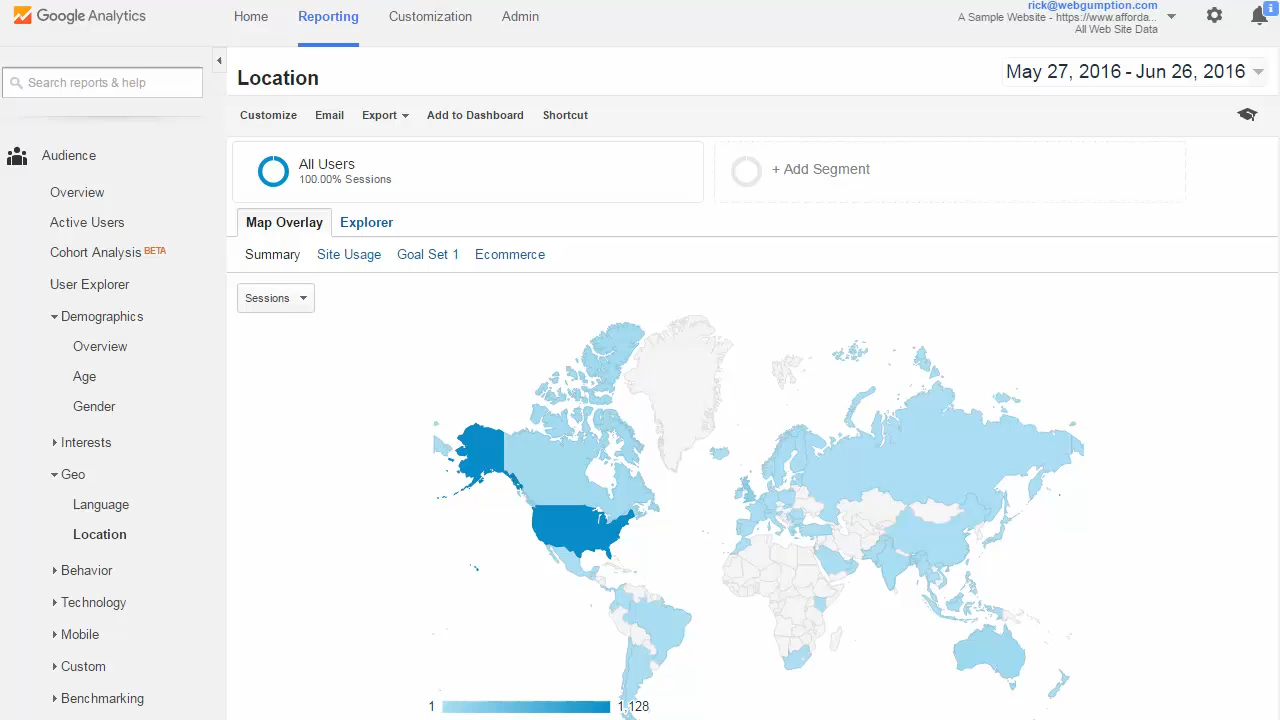 Google Analytics
Home Reporting Customization Admin
rick@webgumption.com
A Sample Website - https://www.afforda...
All Web Site Data
Search reports & help
Audience
Overview
Active Users
Cohort Analysis BETA
User Explorer
Demographics
Overview
Age
Gender
Interests
Geo
Language
Location
Behavior
Technology
Mobile
Custom
Benchmarking
Location
May 27, 2016 - Jun 26, 2016
Customize Email Export Add to Dashboard Shortcut
All Users
100.00% Sessions
+ Add Segment
Map Overlay Explorer
Summary Site Usage Goal Set 1 Ecommerce
Sessions
1 1,128